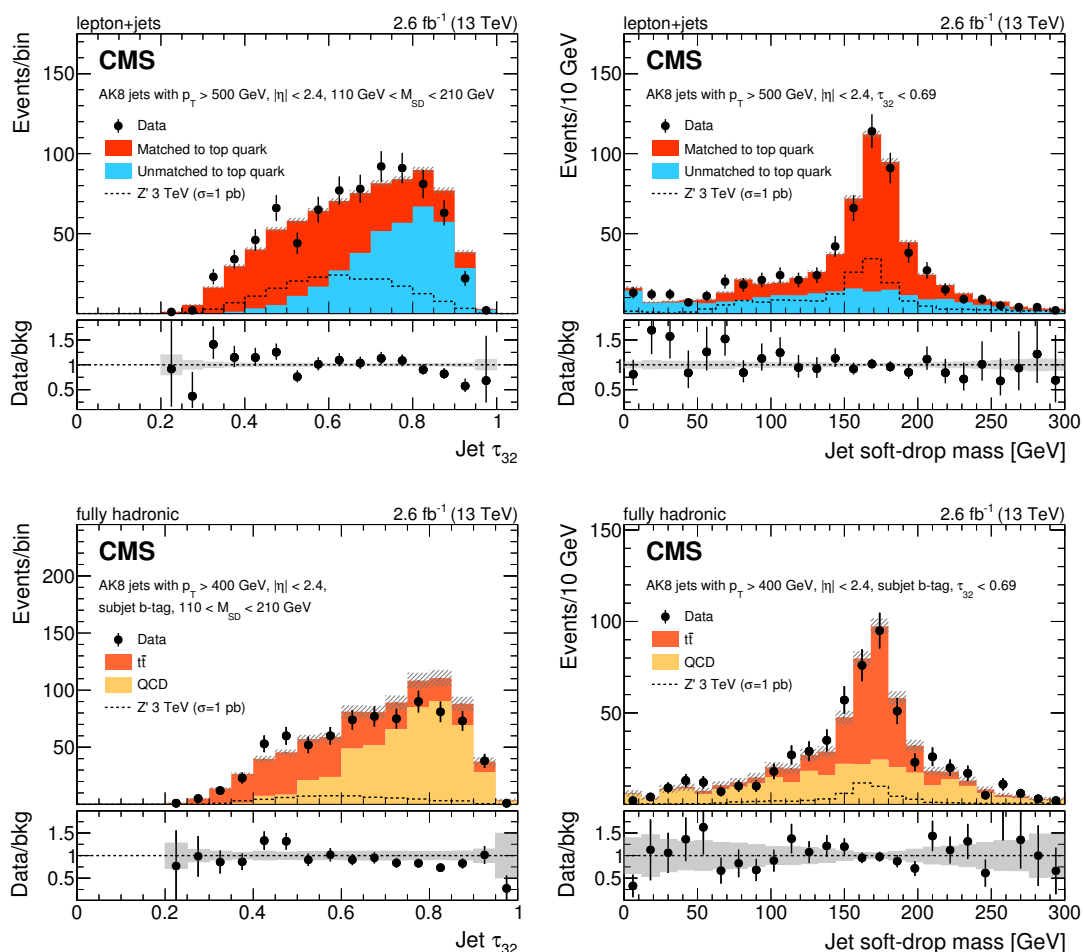 lepton+jets 2.6 fb⁻¹ (13 TeV)
CMS
AK8 jets with p_T > 500 GeV, |η| < 2.4, 110 GeV < M_SD < 210 GeV
Data
Matched to top quark
Unmatched to top quark
Z' 3 TeV (σ=1 pb)
Events/bin
150
100
50
Data/bkg
1.5
1
0.5
0 0.2 0.4 0.6 0.8 1
Jet τ₃₂
lepton+jets 2.6 fb⁻¹ (13 TeV)
CMS
AK8 jets with p_T > 500 GeV, |η| < 2.4, τ₃₂ < 0.69
Data
Matched to top quark
Unmatched to top quark
Z' 3 TeV (σ=1 pb)
Events/10 GeV
150
100
50
Data/bkg
1.5
1
0.5
0 50 100 150 200 250 300
Jet soft-drop mass [GeV]
fully hadronic 2.6 fb⁻¹ (13 TeV)
CMS
AK8 jets with p_T > 400 GeV, |η| < 2.4,
subjet b-tag, 110 < M_SD < 210 GeV
Data
tt̄
QCD
Z' 3 TeV (σ=1 pb)
Events/bin
200
150
100
50
Data/bkg
1.5
1
0.5
0 0.2 0.4 0.6 0.8 1
Jet τ₃₂
fully hadronic 2.6 fb⁻¹ (13 TeV)
CMS
AK8 jets with p_T > 400 GeV, |η| < 2.4, subjet b-tag, τ₃₂ < 0.69
Data
tt̄
QCD
Z' 3 TeV (σ=1 pb)
Events/10 GeV
150
100
50
Data/bkg
1.5
1
0.5
0 50 100 150 200 250 300
Jet soft-drop mass [GeV]